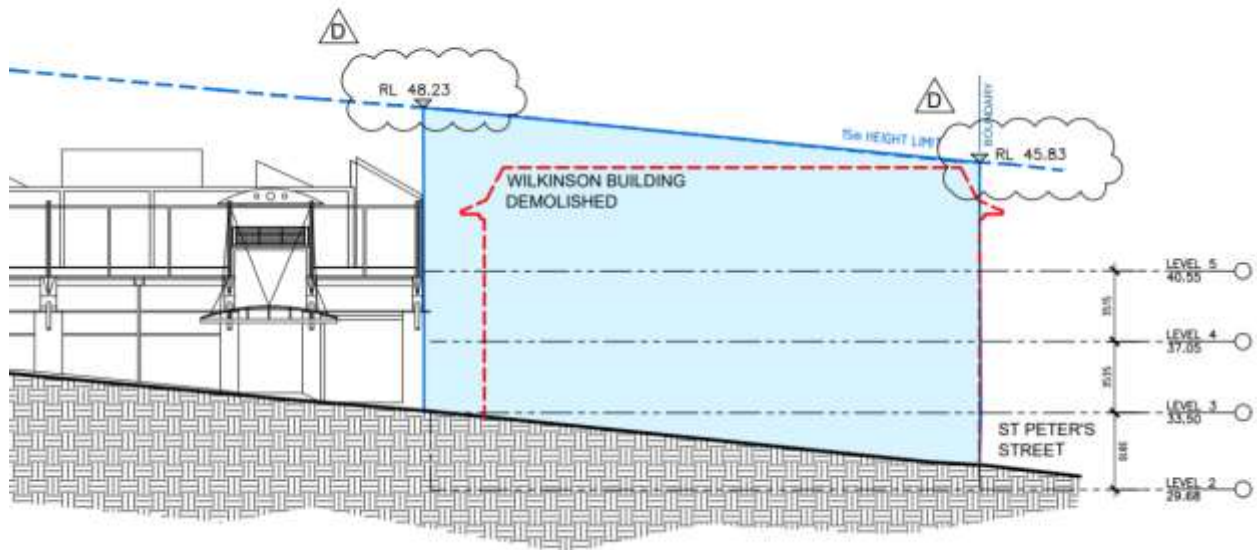 D
RL 48.23
D
BOUNDARY
15m HEIGHT LIMIT
RL 45.83
WILKINSON BUILDING
DEMOLISHED
LEVEL 5
40.55
LEVEL 4
37.05
LEVEL 3
33.50
ST PETER'S
STREET
LEVEL 2
29.68